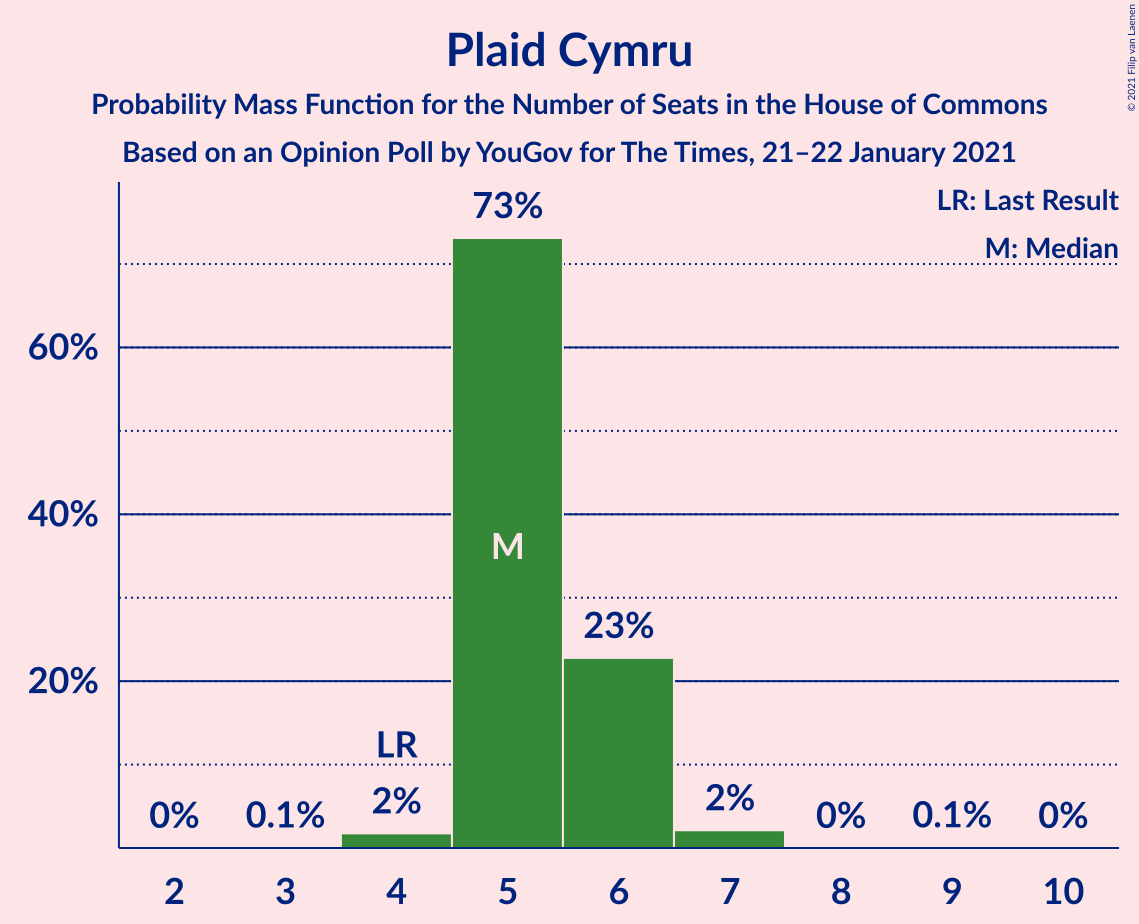 Plaid Cymru
Probability Mass Function for the Number of Seats in the House of Commons
Based on an Opinion Poll by YouGov for The Times, 21–22 January 2021
© 2021 Filip van Laenen
LR: Last Result
M: Median
73%
60%
40%
M
23%
20%
LR
0%
0.1%
2%
2%
0%
0.1%
0%
2 3 4 5 6 7 8 9 10